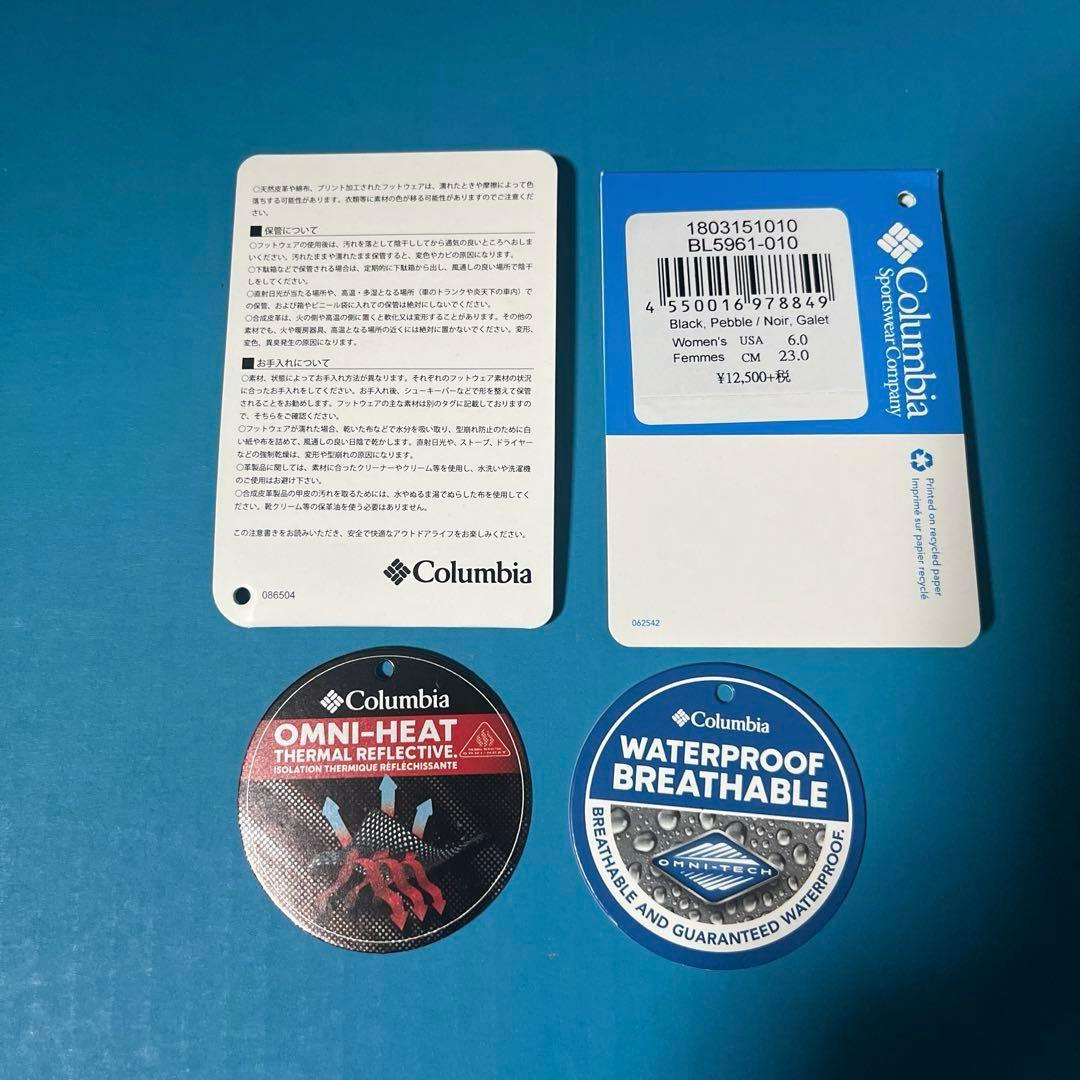 ○天然皮革や綿布、プリント加工されたフットウェアは、濡れたときや摩擦によって色
落ちする可能性があります。衣類等に素材の色が移る可能性がありますのでご注意くだ
さい。
■ 保管について
○フットウェアの使用後は、汚れを落として陰干ししてから通気の良いところへおしま
いください。汚れたままや濡れたまま保管すると、変色やカビの原因になります。
○下駄箱などで保管される場合は、定期的に下駄箱から出し、風通しの良い場所で陰干
しをしてください。
○直射日光が当たる場所や、高温・多湿となる場所（車のトランクや炎天下の車内）で
の保管、および箱やビニール袋に入れての保管は絶対にしないでください。
○合成皮革は、火の側や高温の側に置くと軟化又は変形することがあります。その他の
素材でも、火や暖房器具、高温となる場所の近くには絶対に置かないでください。変形、
変色、異臭発生の原因になります。
■ お手入れについて
○素材、状態によってお手入れ方法が異なります。それぞれのフットウェア素材の状況
に合ったお手入れをしてください。お手入れ後、シューキーパーなどで形を整えて保管
されることをお勧めします。フットウェアの主な素材は別のタグに記載しておりますの
で、そちらをご確認ください。
○フットウェアが濡れた場合、乾いた布などで水分を吸い取り、型崩れ防止のために白
い紙や布を詰めて、風通しの良い日陰で乾かします。直射日光や、ストーブ、ドライヤー
などの強制乾燥は、変形や型崩れの原因になります。
○革製品に関しては、素材に合ったクリーナーやクリーム等を使用し、水洗いや洗濯機
のご使用はお避け下さい。
○合成皮革製品の甲皮の汚れを取るためには、水やぬるま湯でぬらした布を使用してく
ださい。靴クリーム等の保革油を使う必要はありません。
この注意書きをお読みいただき、安全で快適なアウトドアライフをお楽しみください。
Columbia
086504
1803151010
BL5961-010
4 550016 978849
Black, Pebble / Noir, Galet
Women's USA 6.0
Femmes CM 23.0
¥12,500+税
Columbia
Sportswear Company
Printed on recycled paper
Imprimé sur papier recyclé
062542
Columbia
OMNI-HEAT
THERMAL REFLECTIVE.
ISOLATION THERMIQUE RÉFLÉCHISSANTE
OMNI-HEAT
Columbia
WATERPROOF
BREATHABLE
OMNI-TECH
BREATHABLE AND GUARANTEED WATERPROOF.